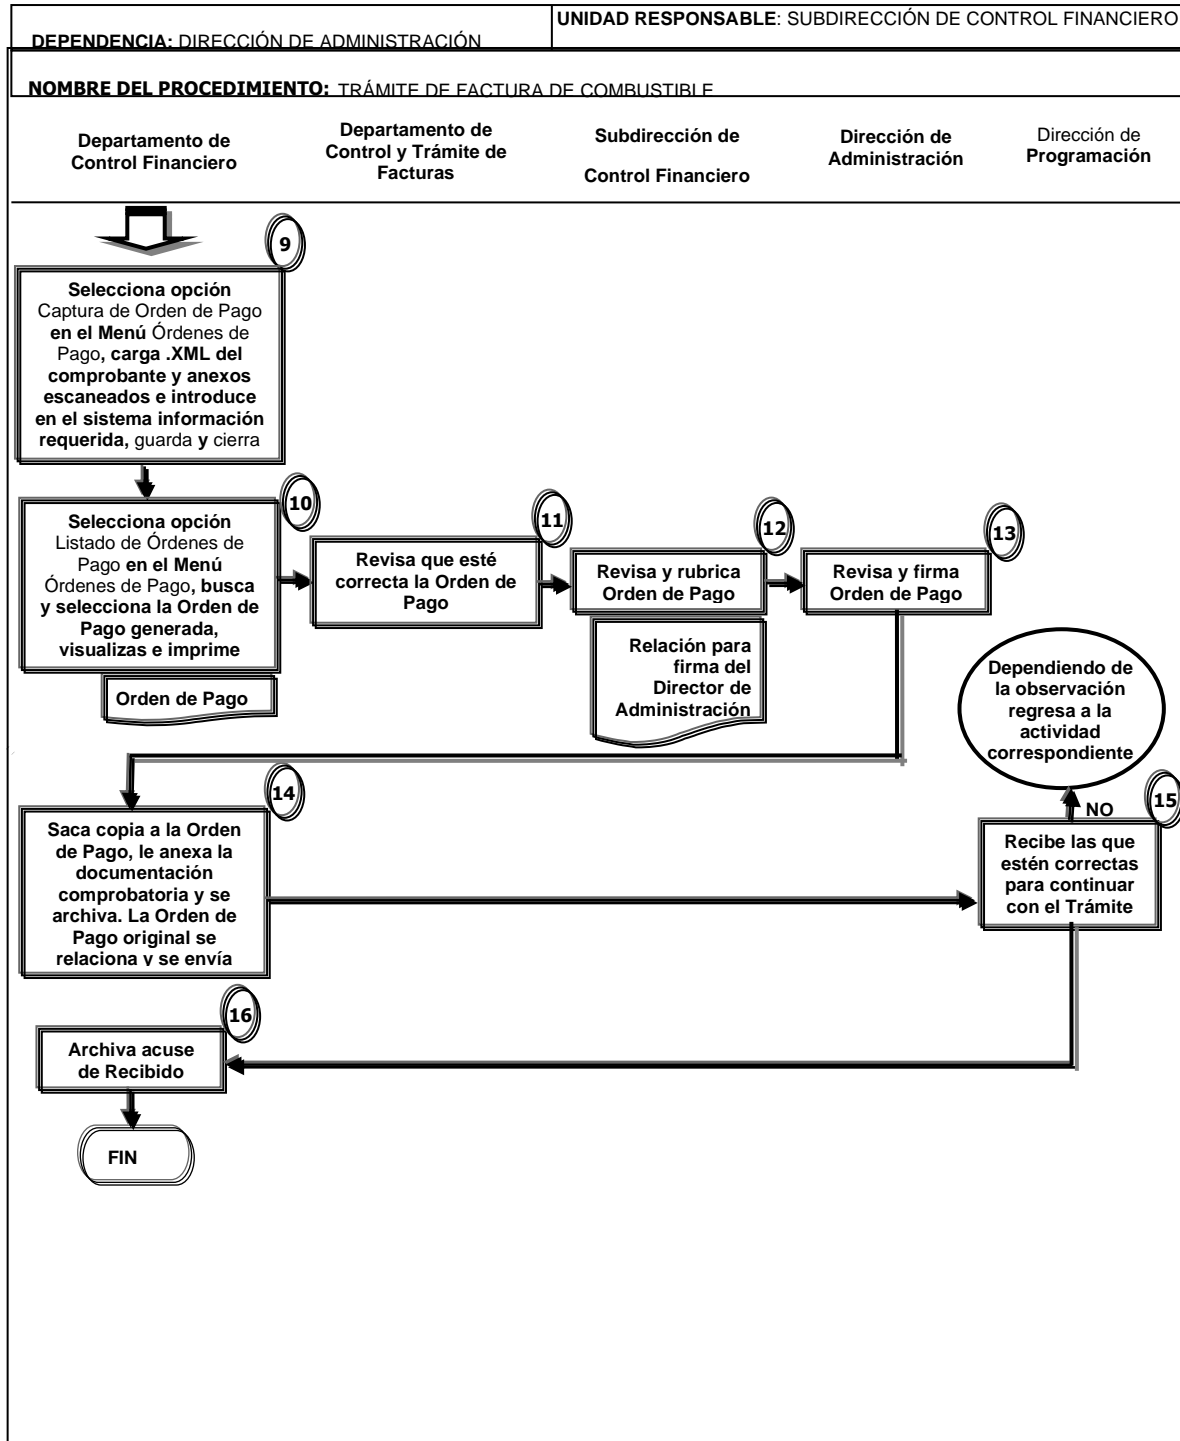 UNIDAD RESPONSABLE: SUBDIRECCIÓN DE CONTROL FINANCIERO
DEPENDENCIA: DIRECCIÓN DE ADMINISTRACIÓN
NOMBRE DEL PROCEDIMIENTO: TRÁMITE DE FACTURA DE COMBUSTIBLE
Departamento de
Control Financiero
Departamento de
Control y Trámite de
Facturas
Subdirección de
Control Financiero
Dirección de
Administración
Dirección de
Programación
9
Selecciona opción
Captura de Orden de Pago
en el Menú Órdenes de
Pago, carga .XML del
comprobante y anexos
escaneados e introduce
en el sistema información
requerida, guarda y cierra
10
Selecciona opción
Listado de Órdenes de
Pago en el Menú
Órdenes de Pago, busca
y selecciona la Orden de
Pago generada,
visualizas e imprime
Orden de Pago
11
Revisa que esté
correcta la Orden de
Pago
12
Revisa y rubrica
Orden de Pago
Relación para
firma del
Director de
Administración
13
Revisa y firma
Orden de Pago
Dependiendo de
la observación
regresa a la
actividad
correspondiente
14
Saca copia a la Orden
de Pago, le anexa la
documentación
comprobatoria y se
archiva. La Orden de
Pago original se
relaciona y se envía
NO
15
Recibe las que
estén correctas
para continuar
con el Trámite
16
Archiva acuse
de Recibido
FIN